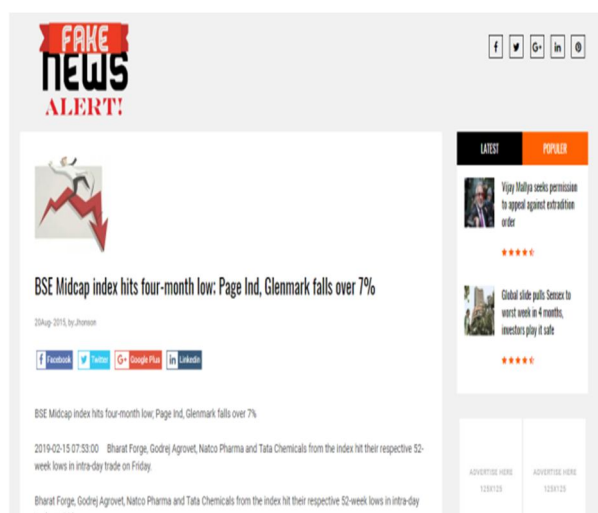 FAKE
NEWS
ALERT!
BSE Midcap index hits four-month low; Page Ind, Glenmark falls over 7%
20Aug- 2015, by:Jhonson
Facebook Twitter Google Plus Linkedin
BSE Midcap index hits four-month low; Page Ind, Glenmark falls over 7%
2019-02-15 07:53:00 Bharat Forge, Godrej Agrovet, Natco Pharma and Tata Chemicals from the index hit their respective 52-
week lows in intra-day trade on Friday.
Bharat Forge, Godrej Agrovet, Natco Pharma and Tata Chemicals from the index hit their respective 52-week lows in intra-day
LATEST POPULER
Vijay Mallya seeks permission
to appeal against extradition
order
Global slide pulls Sensex to
worst week in 4 months,
investors play it safe
ADVERTISE HERE ADVERTISE HERE
125X125 125X125